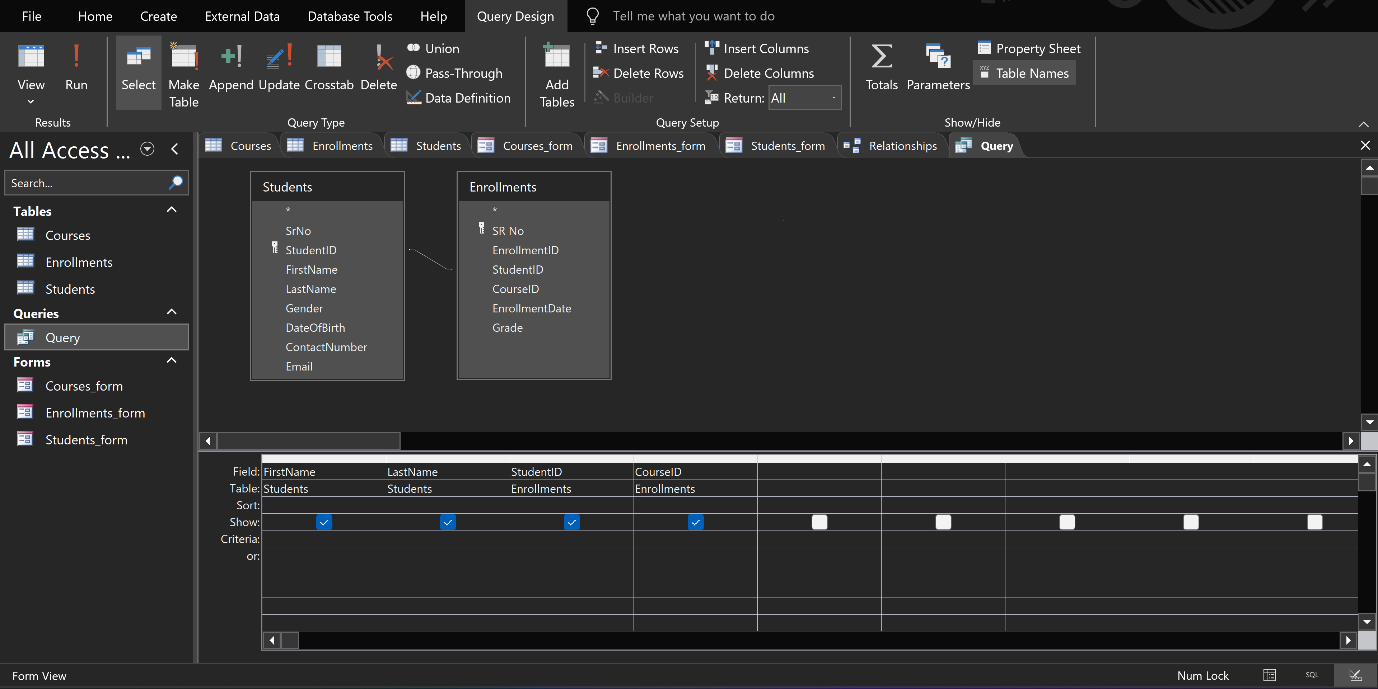 File Home Create External Data Database Tools Help Query Design Tell me what you want to do
View
Run
Results
Select
Make Table
Append
Update
Crosstab
Delete
Union
Pass-Through
Data Definition
Query Type
Add Tables
Insert Rows
Delete Rows
Builder
Insert Columns
Delete Columns
Return: All
Query Setup
Totals
Parameters
Property Sheet
Table Names
Show/Hide
All Access ...
Search...
Tables
Courses
Enrollments
Students
Queries
Query
Forms
Courses_form
Enrollments_form
Students_form
Courses Enrollments Students Courses_form Enrollments_form Students_form Relationships Query
Students
*
SrNo
StudentID
FirstName
LastName
Gender
DateOfBirth
ContactNumber
Email
Enrollments
*
SR No
EnrollmentID
StudentID
CourseID
EnrollmentDate
Grade
Field: FirstName LastName StudentID CourseID
Table: Students Students Enrollments Enrollments
Sort:
Show:
Criteria:
or:
Form View
Num Lock
SQL